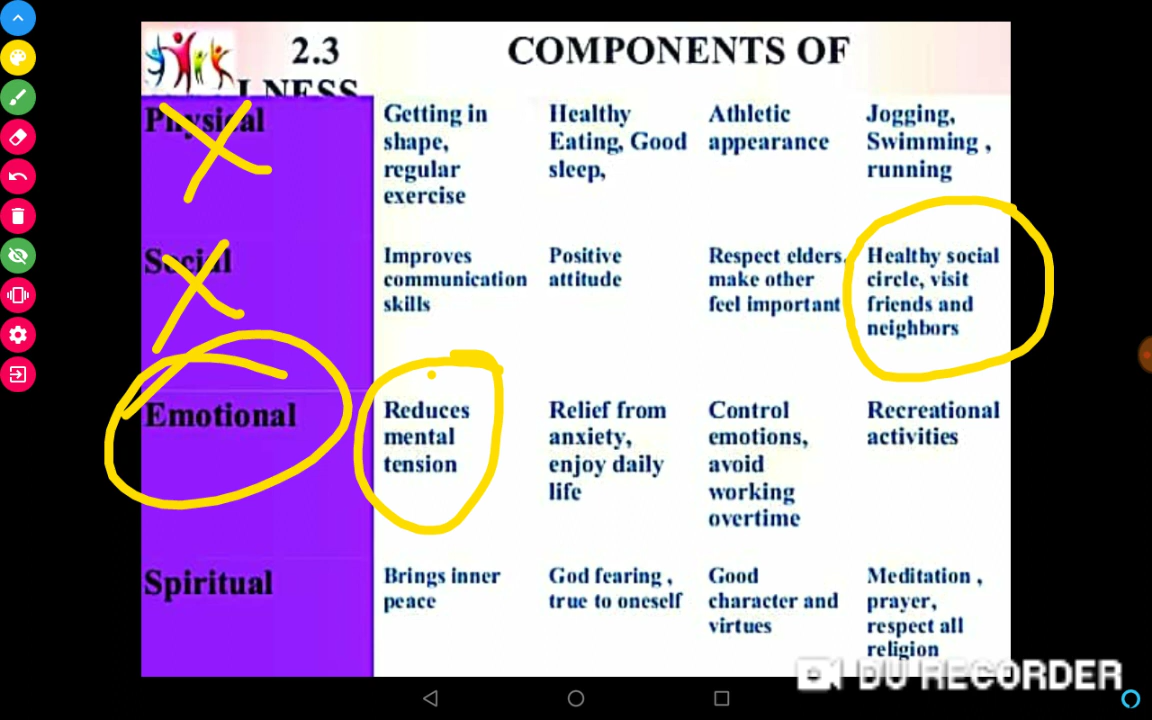 2.3 COMPONENTS OF
LNESS
Physical
Getting in
shape,
regular
exercise
Healthy
Eating, Good
sleep,
Athletic
appearance
Jogging,
Swimming ,
running
Social
Improves
communication
skills
Positive
attitude
Respect elders,
make other
feel important
Healthy social
circle, visit
friends and
neighbors
Emotional
Reduces
mental
tension
Relief from
anxiety,
enjoy daily
life
Control
emotions,
avoid
working
overtime
Recreational
activities
Spiritual
Brings inner
peace
God fearing ,
true to oneself
Good
character and
virtues
Meditation ,
prayer,
respect all
religion
DU RECORDER